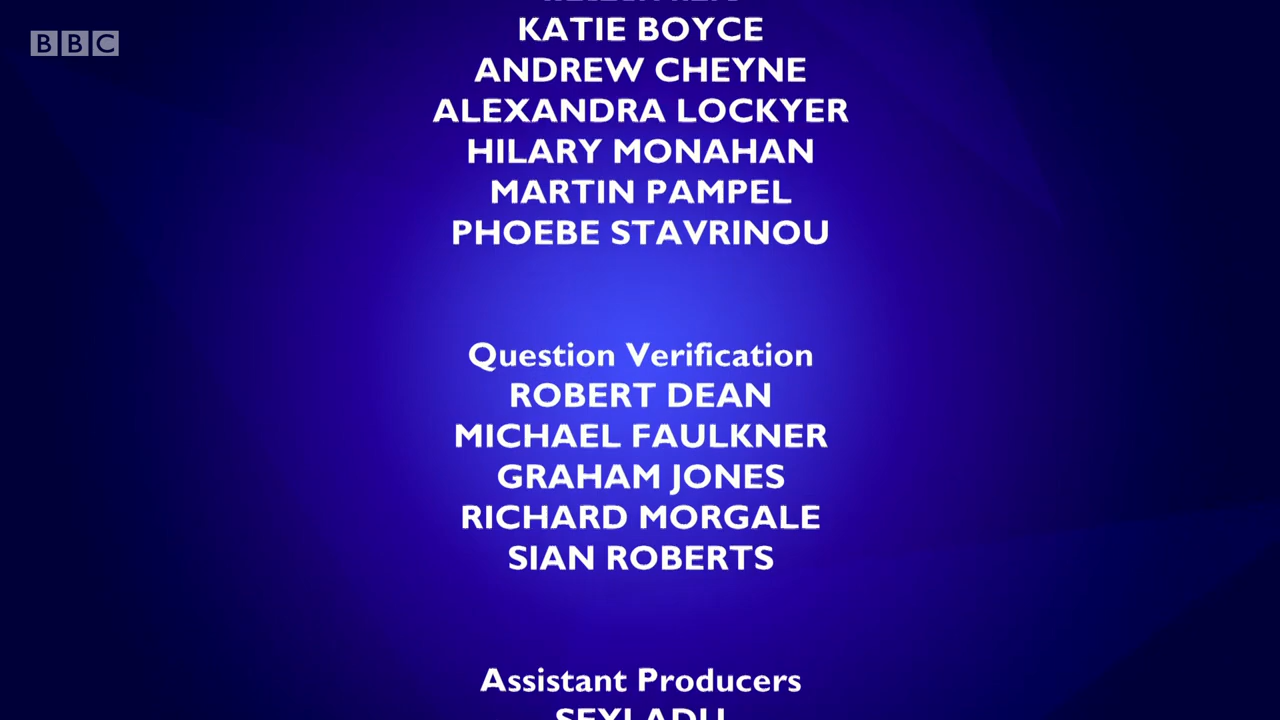 BBC
KATIE BOYCE
ANDREW CHEYNE
ALEXANDRA LOCKYER
HILARY MONAHAN
MARTIN PAMPEL
PHOEBE STAVRINOU
Question Verification
ROBERT DEAN
MICHAEL FAULKNER
GRAHAM JONES
RICHARD MORGALE
SIAN ROBERTS
Assistant Producers